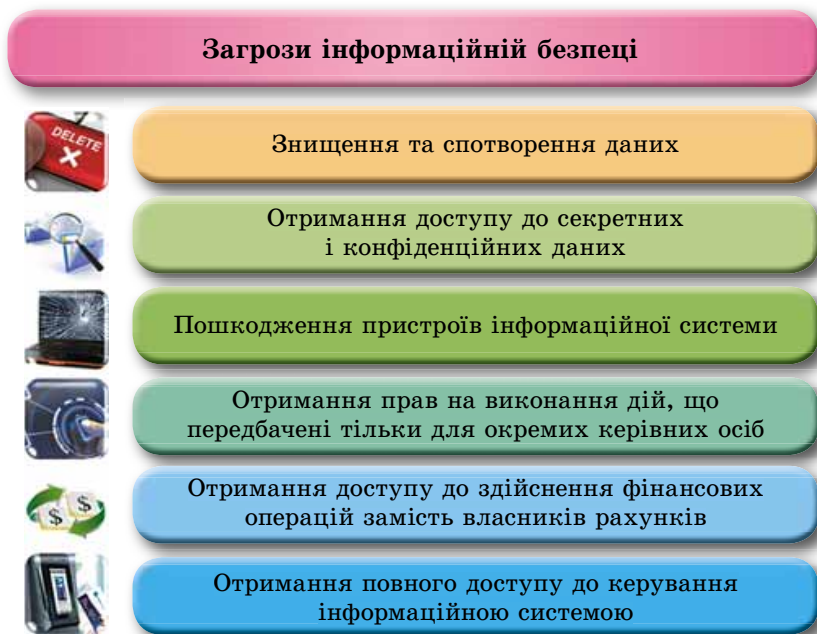 Загрози інформаційній безпеці
DELETE
X
Знищення та спотворення даних
Отримання доступу до секретних
і конфіденційних даних
Пошкодження пристроїв інформаційної системи
Отримання прав на виконання дій, що
передбачені тільки для окремих керівних осіб
$ $
Отримання доступу до здійснення фінансових
операцій замість власників рахунків
Отримання повного доступу до керування
інформаційною системою